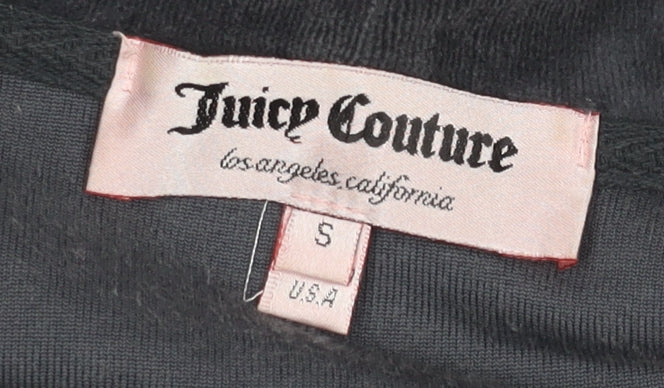 Juicy Couture
los angeles, california
S
U.S.A